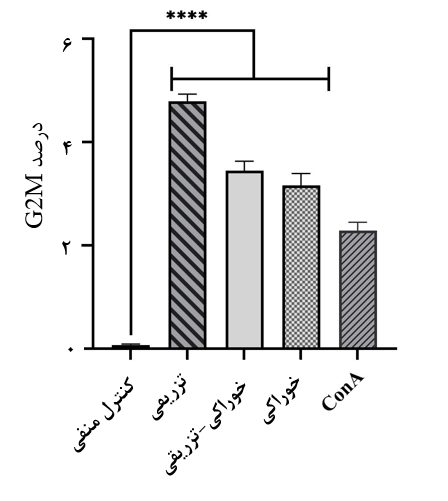 ****
۶
۴
۲
۰
درصد G2M
کنترل منفی
تزریقی
خوراکی-تزریقی
خوراکی
ConA